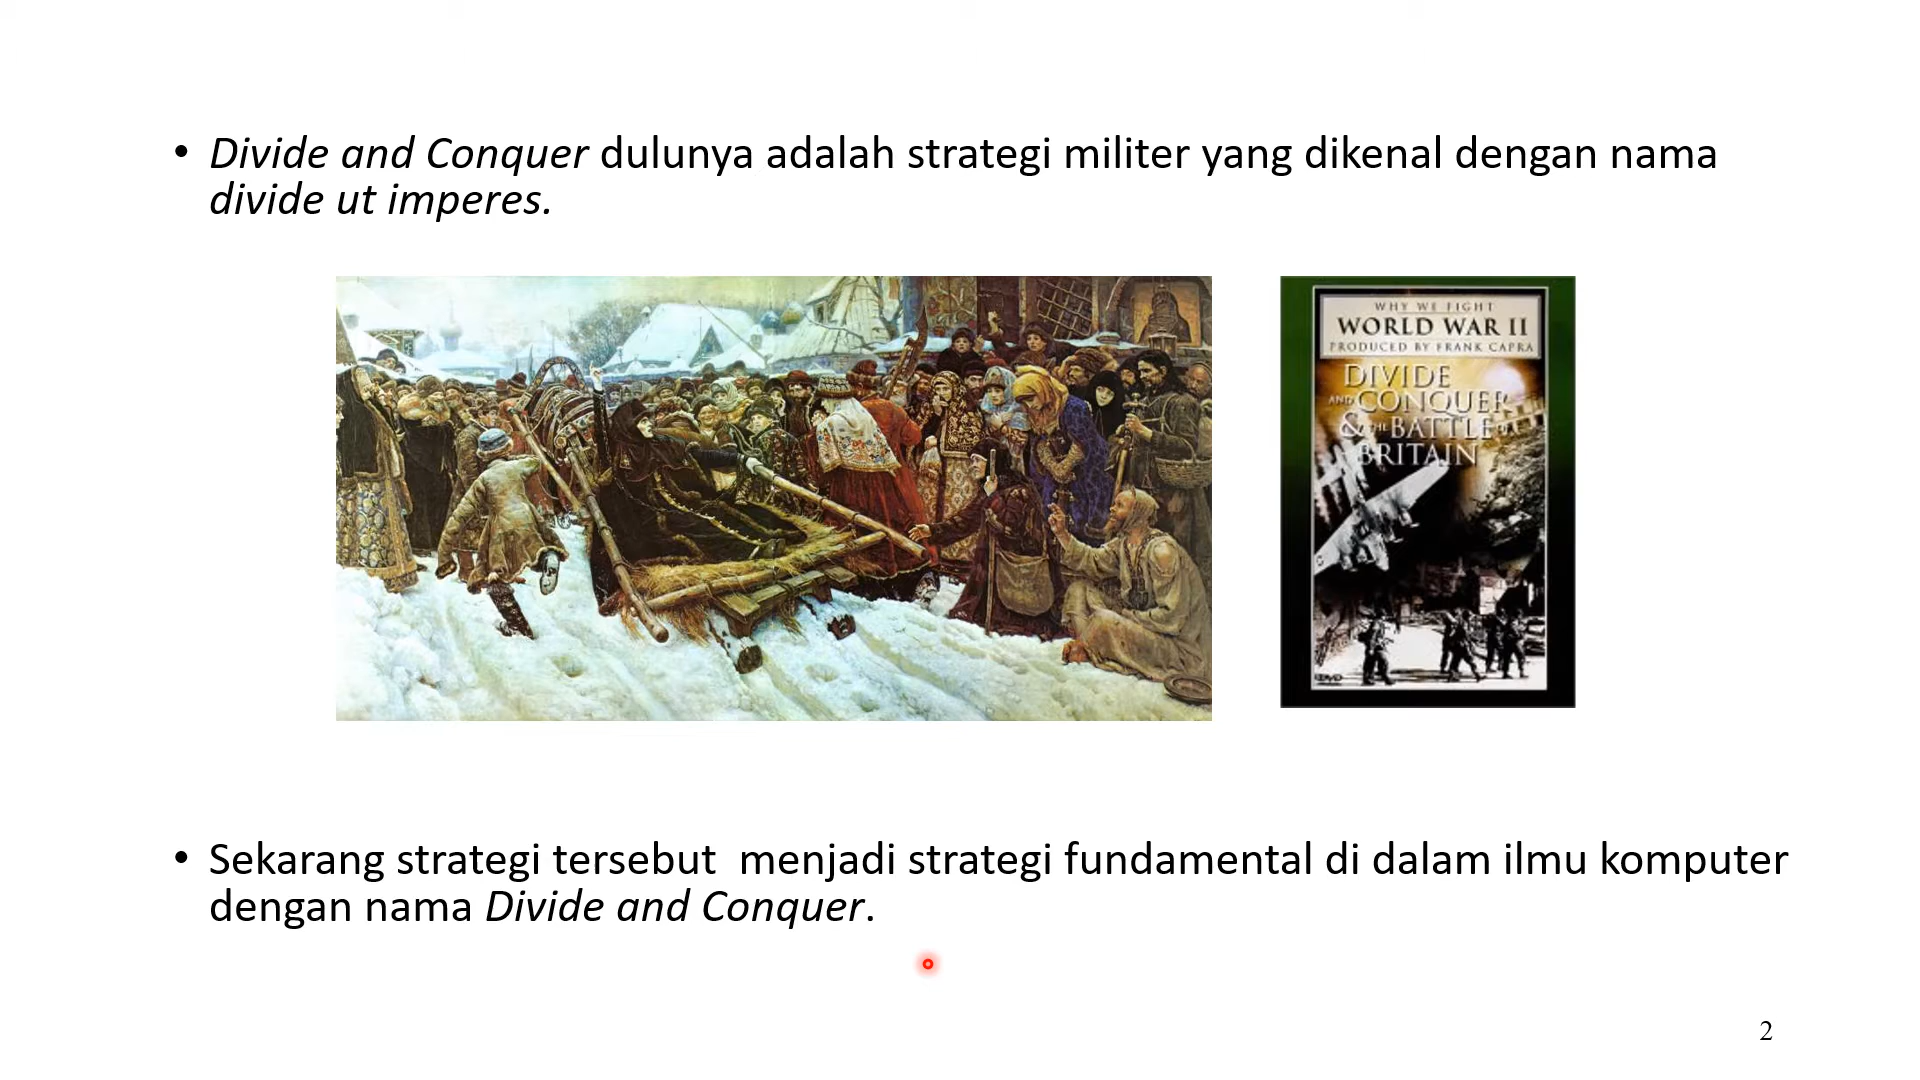 • Divide and Conquer dulunya adalah strategi militer yang dikenal dengan nama
divide ut imperes.
WHY WE FIGHT
WORLD WAR II
PRODUCED BY FRANK CAPRA
DIVIDE
AND CONQUER
& THE BATTLE OF
BRITAIN
DVD
• Sekarang strategi tersebut  menjadi strategi fundamental di dalam ilmu komputer
dengan nama Divide and Conquer.
2